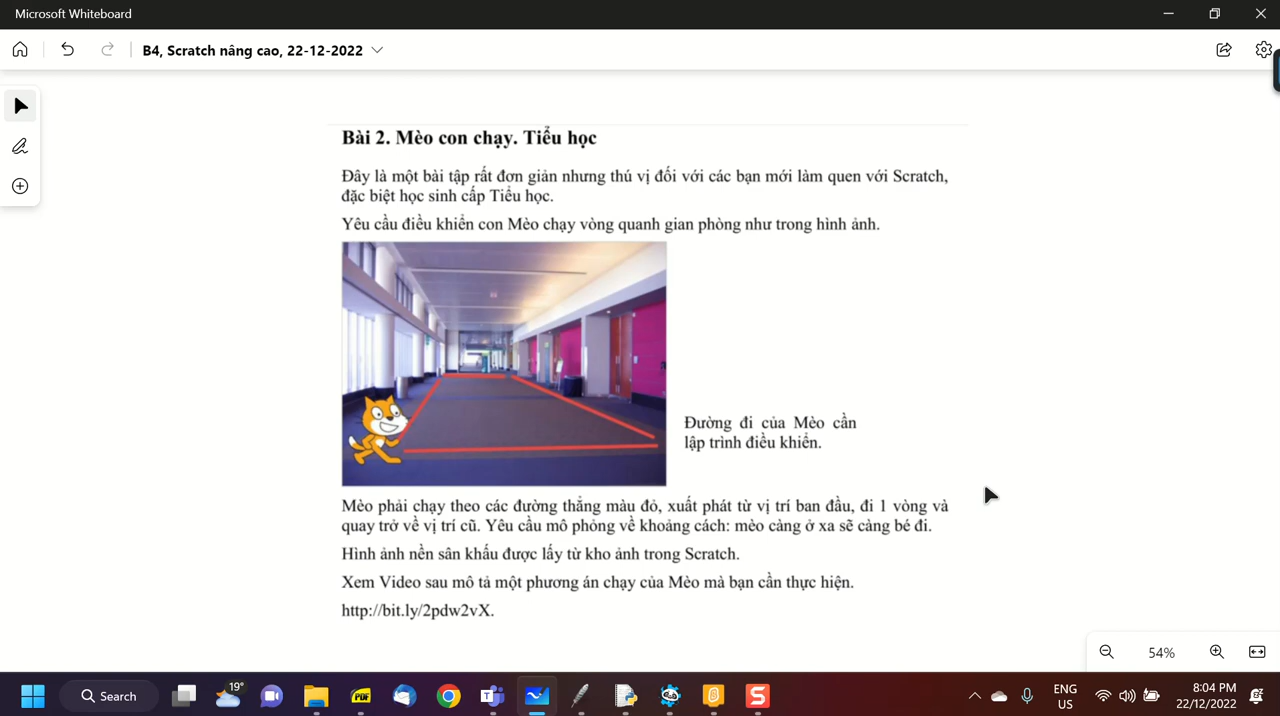 Microsoft Whiteboard
B4, Scratch nâng cao, 22-12-2022
Bài 2. Mèo con chạy. Tiểu học
Đây là một bài tập rất đơn giản nhưng thú vị đối với các bạn mới làm quen với Scratch,
đặc biệt học sinh cấp Tiểu học.
Yêu cầu điều khiển con Mèo chạy vòng quanh gian phòng như trong hình ảnh.
Đường đi của Mèo cần
lập trình điều khiển.
Mèo phải chạy theo các đường thẳng màu đỏ, xuất phát từ vị trí ban đầu, đi 1 vòng và
quay trở về vị trí cũ. Yêu cầu mô phỏng về khoảng cách: mèo càng ở xa sẽ càng bé đi.
Hình ảnh nền sân khấu được lấy từ kho ảnh trong Scratch.
Xem Video sau mô tả một phương án chạy của Mèo mà bạn cần thực hiện.
http://bit.ly/2pdw2vX.
54%
19°
Search
PDF
ENG
US
8:04 PM
22/12/2022